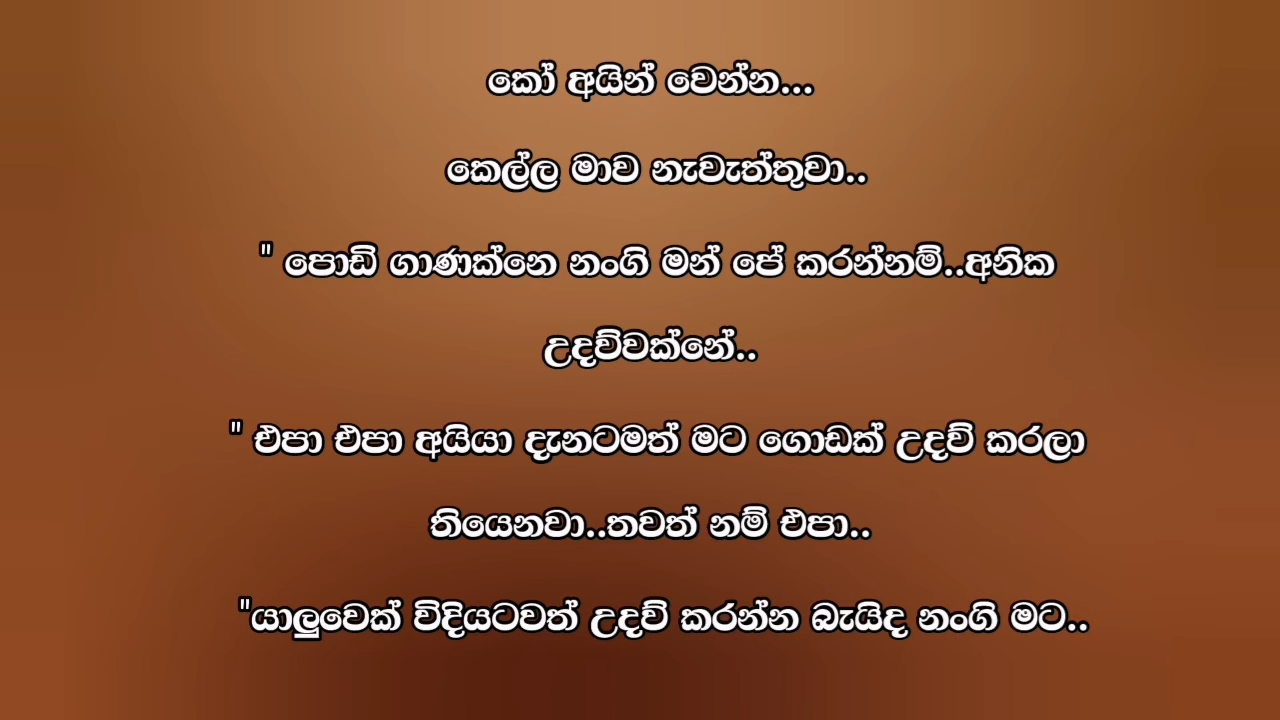 කෝ අයින් වෙන්න...
කෙල්ල මාව නැවැත්තුවා..
" පොඩි ගාණක්නෙ නංගි මන් පේ කරන්නම්..අනික
උදව්වක්නේ..
" එපා එපා අයියා දැනටමත් මට ගොඩක් උදව් කරලා
තියෙනවා..තවත් නම් එපා..
"යාලුවෙක් විදියටවත් උදව් කරන්න බැයිද නංගි මට..